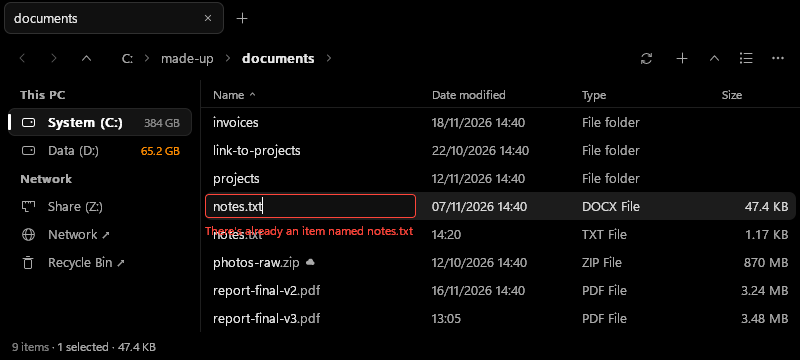 documents
C: made-up documents
This PC
System (C:) 384 GB
Data (D:) 65.2 GB
Network
Share (Z:)
Network
Recycle Bin
Name Date modified Type Size
invoices 18/11/2026 14:40 File folder
link-to-projects 22/10/2026 14:40 File folder
projects 12/11/2026 14:40 File folder
notes.txt 07/11/2026 14:40 DOCX File 47.4 KB
There's already an item named notes.txt
notes.txt 14:20 TXT File 1.17 KB
photos-raw.zip 12/10/2026 14:40 ZIP File 870 MB
report-final-v2.pdf 16/11/2026 14:40 PDF File 3.24 MB
report-final-v3.pdf 13:05 PDF File 3.48 MB
9 items · 1 selected · 47.4 KB